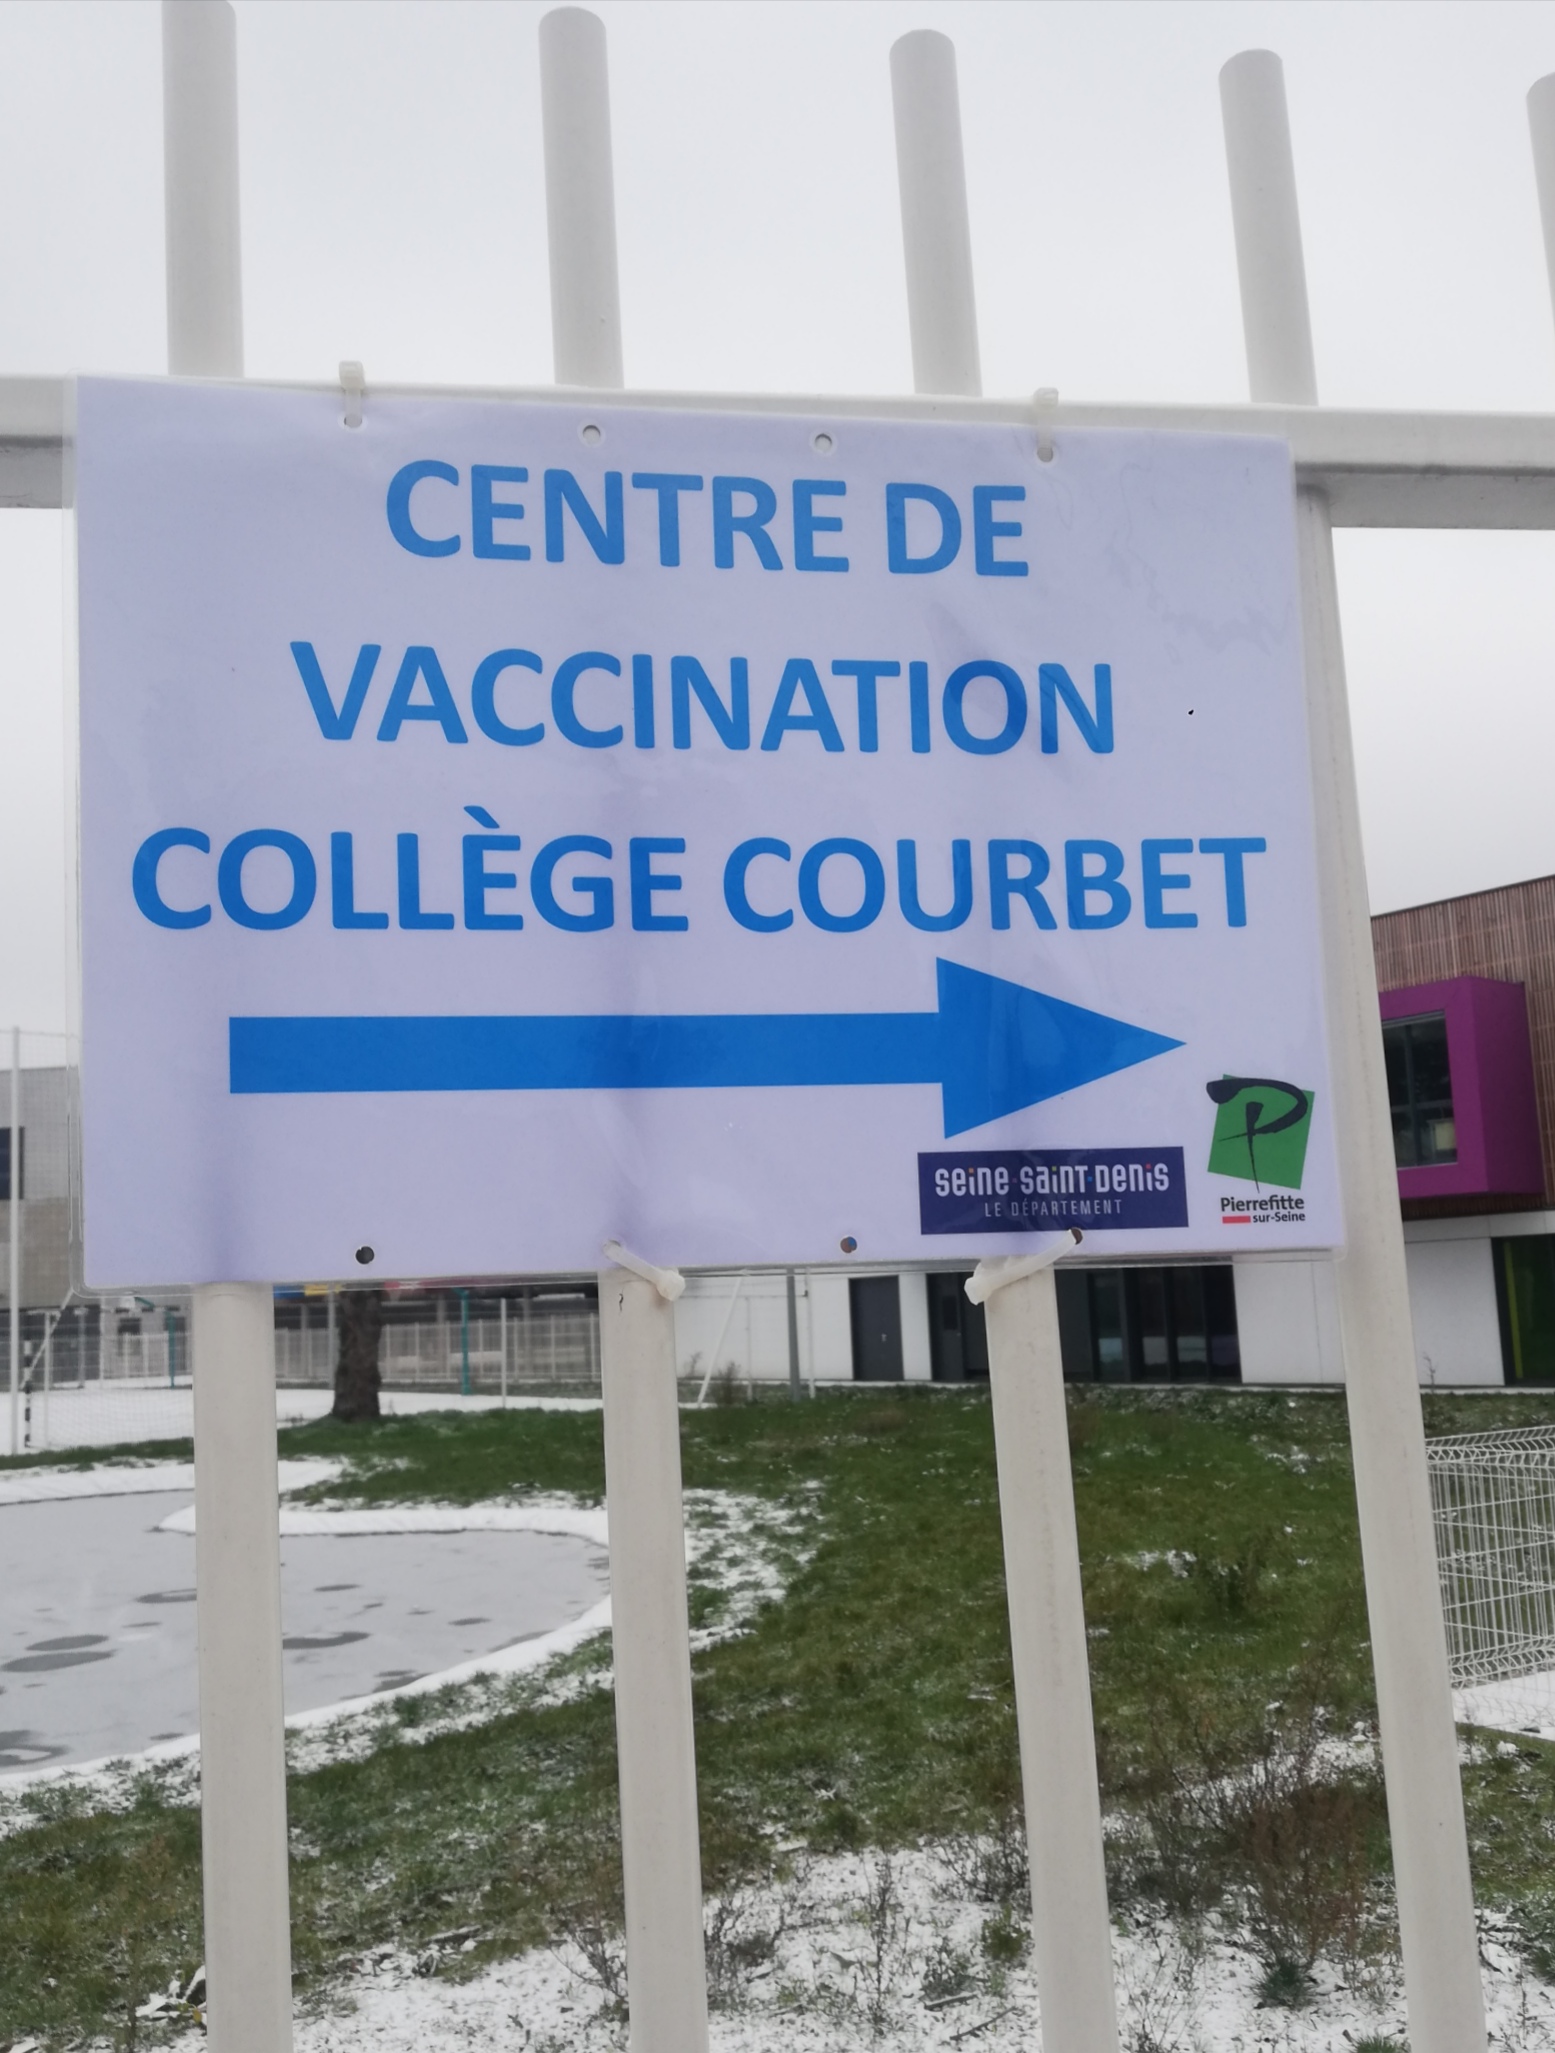 CENTRE DE
VACCINATION
COLLÈGE COURBET
seine-saint-denis
LE DÉPARTEMENT
P
Pierrefitte
sur-Seine